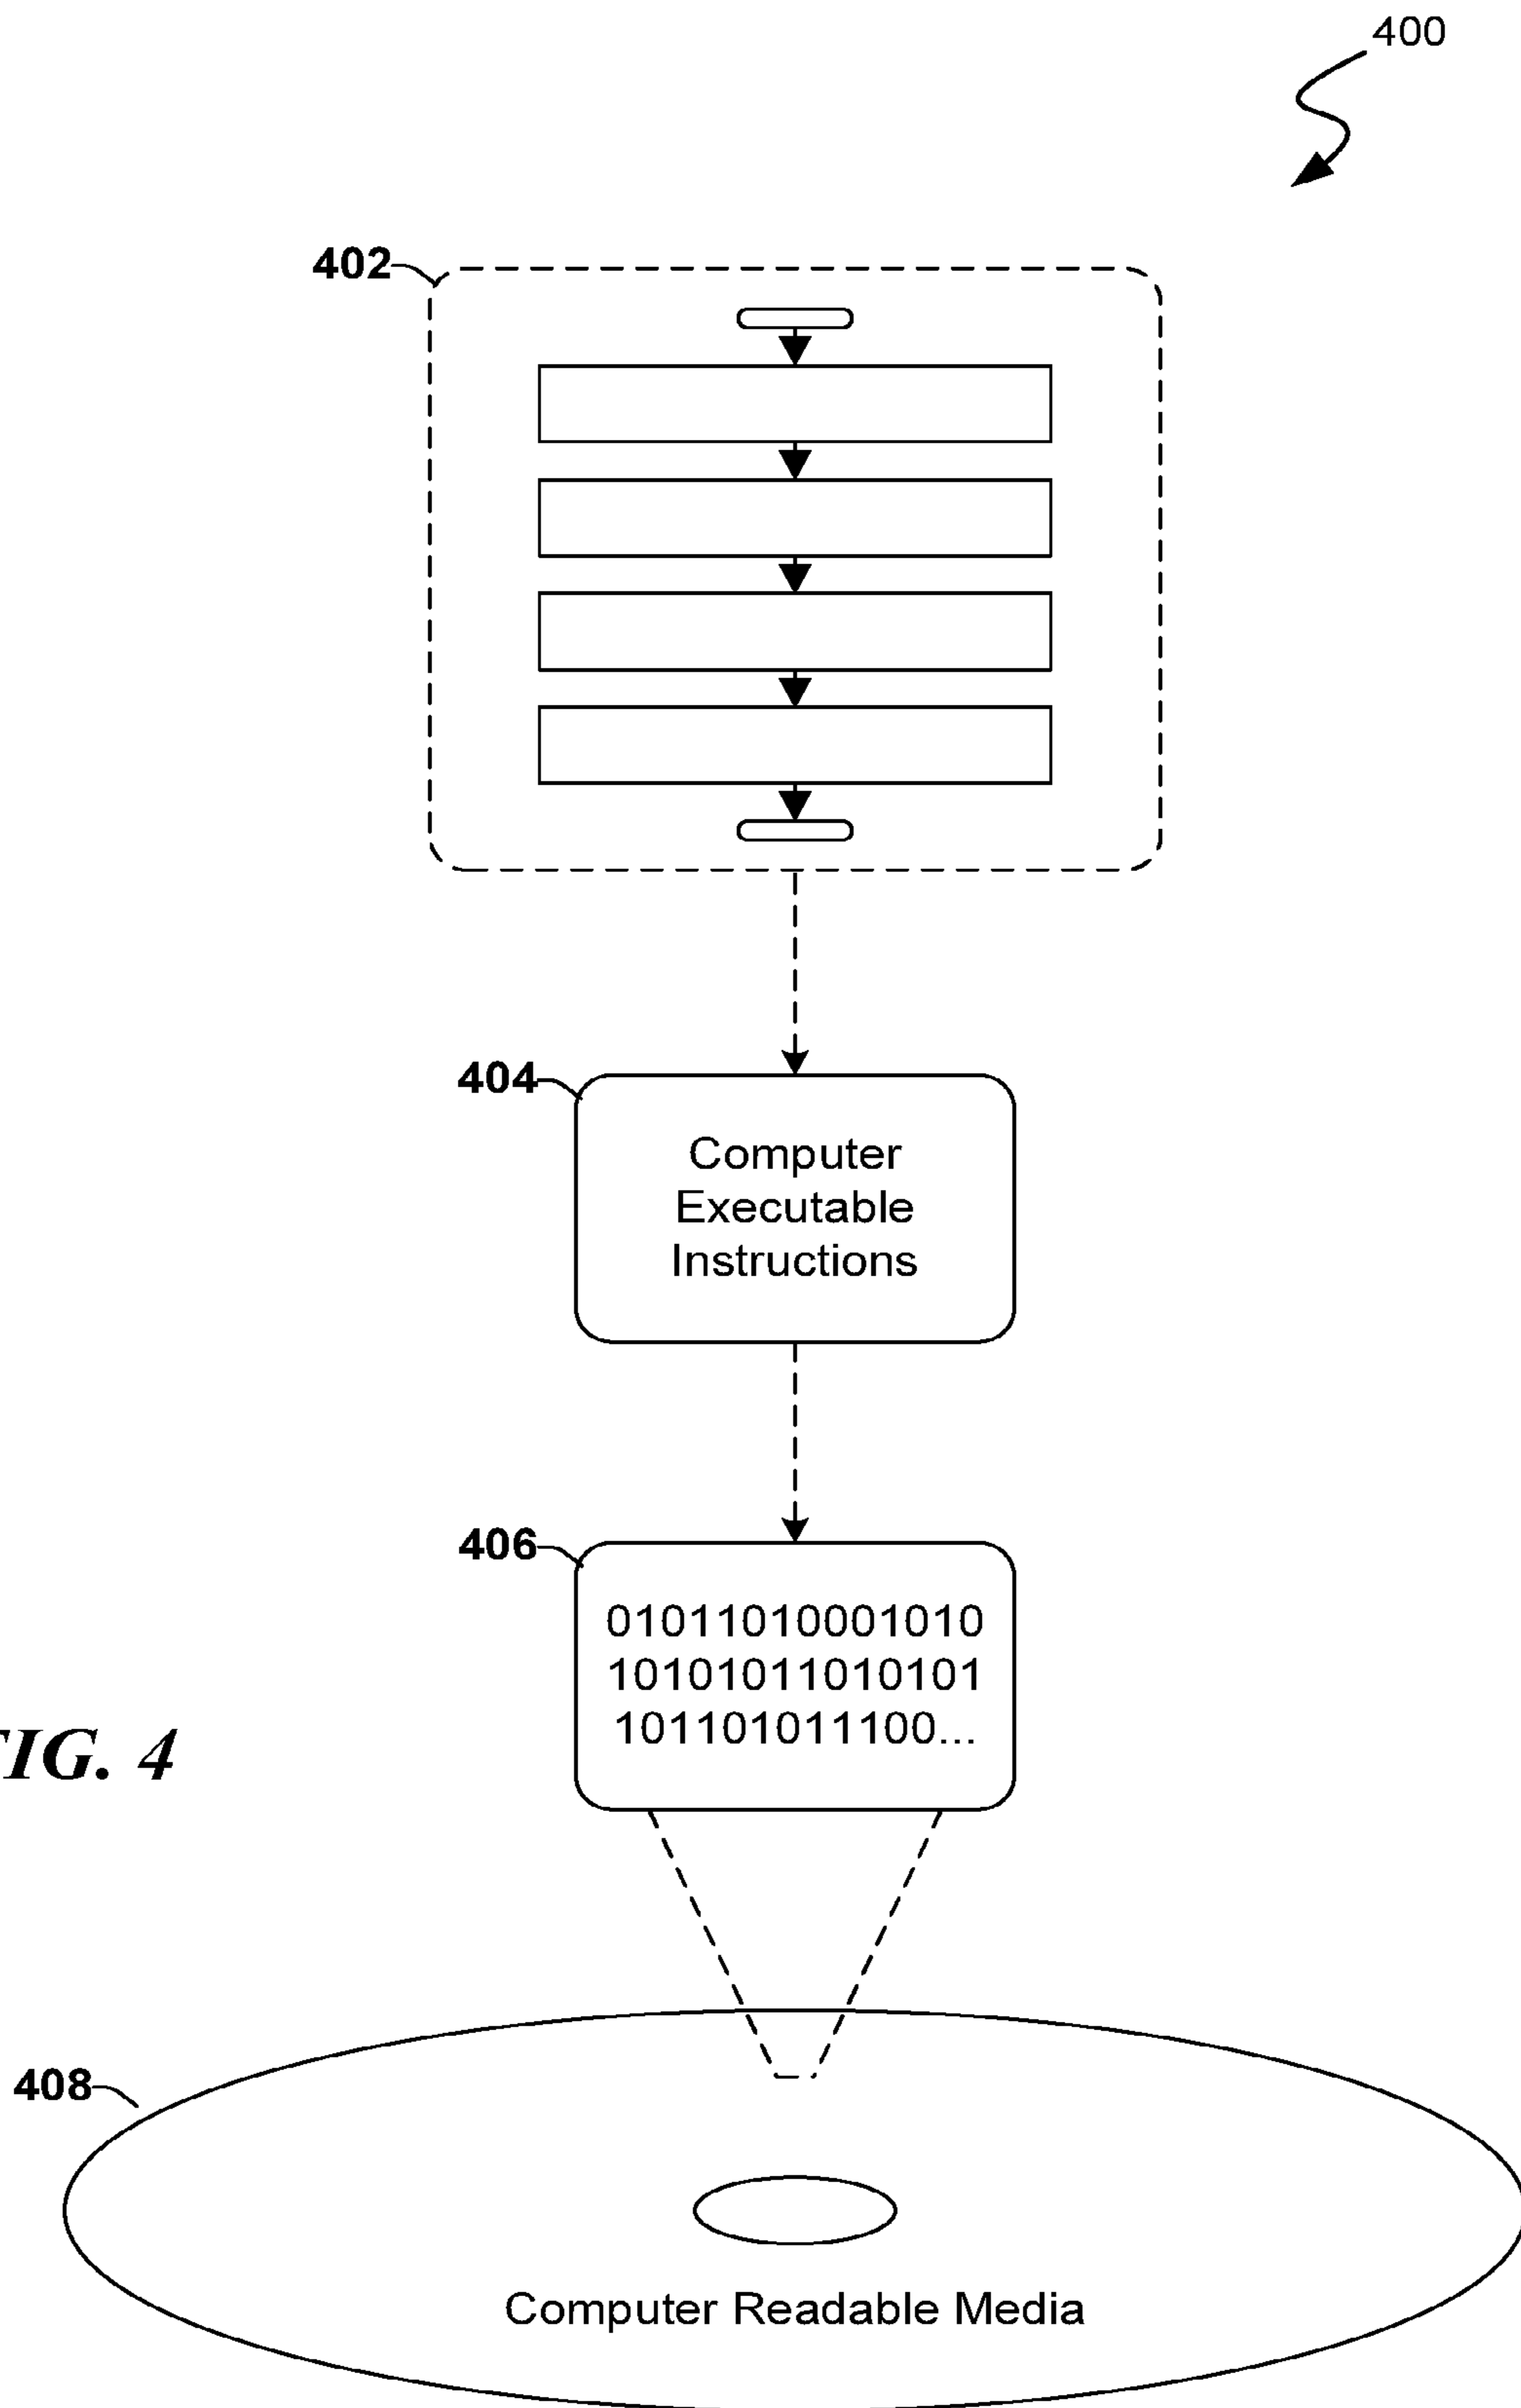 400
402
404
Computer
Executable
Instructions
406
01011010001010
10101011010101
101101011100...
IG. 4
408
Computer Readable Media